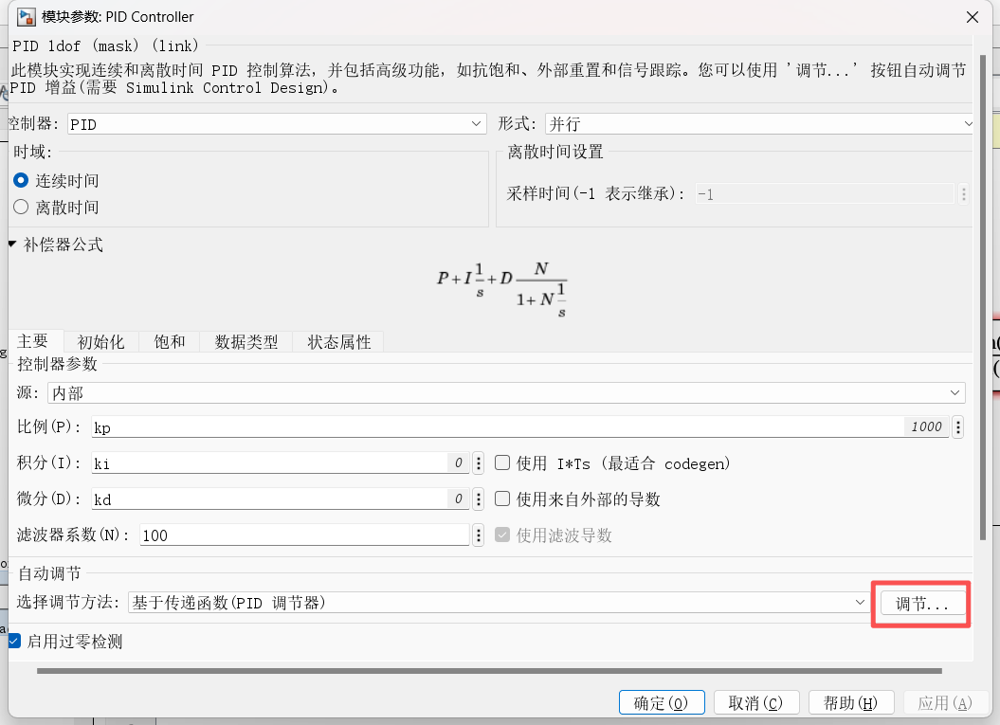 模块参数: PID Controller
PID 1dof (mask) (link)
此模块实现连续和离散时间 PID 控制算法，并包括高级功能，如抗饱和、外部重置和信号跟踪。您可以使用 '调节...' 按钮自动调节
PID 增益(需要 Simulink Control Design)。
控制器: PID
形式: 并行
时域:
连续时间
离散时间
离散时间设置
采样时间(-1 表示继承): -1
补偿器公式
P + I 1/s + D N/(1 + N 1/s)
主要 初始化 饱和 数据类型 状态属性
控制器参数
源: 内部
比例(P): kp 1000
积分(I): ki 0 使用 I*Ts (最适合 codegen)
微分(D): kd 0 使用来自外部的导数
滤波器系数(N): 100 使用滤波导数
自动调节
选择调节方法: 基于传递函数(PID 调节器) 调节...
启用过零检测
确定(O) 取消(C) 帮助(H) 应用(A)